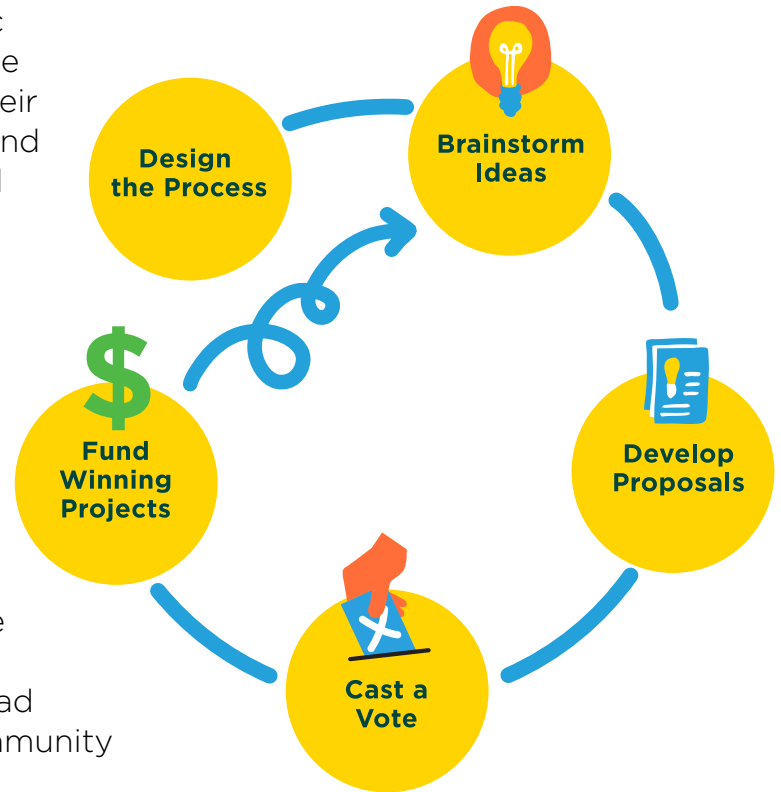 Design
the Process
Brainstorm
Ideas
Develop
Proposals
Cast a
Vote
Fund
Winning
Projects